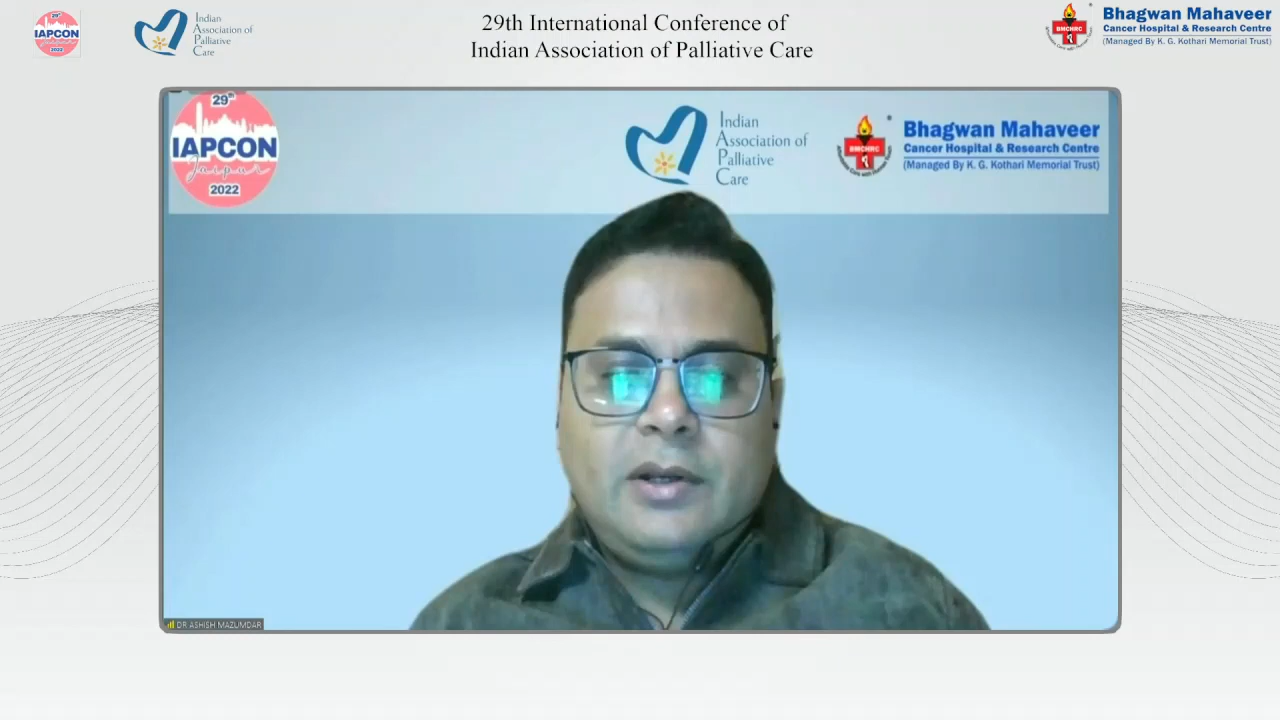 29th
IAPCON
2022
Indian
Association of
Palliative
Care
29th International Conference of
Indian Association of Palliative Care
BMCHRC
Bhagwan Mahaveer
Cancer Hospital & Research Centre
(Managed By K. G. Kothari Memorial Trust)
29th
IAPCON
Jaipur
2022
Indian
Association of
Palliative
Care
BMCHRC
Bhagwan Mahaveer
Cancer Hospital & Research Centre
(Managed By K. G. Kothari Memorial Trust)
DR ASHISH MAZUMDAR